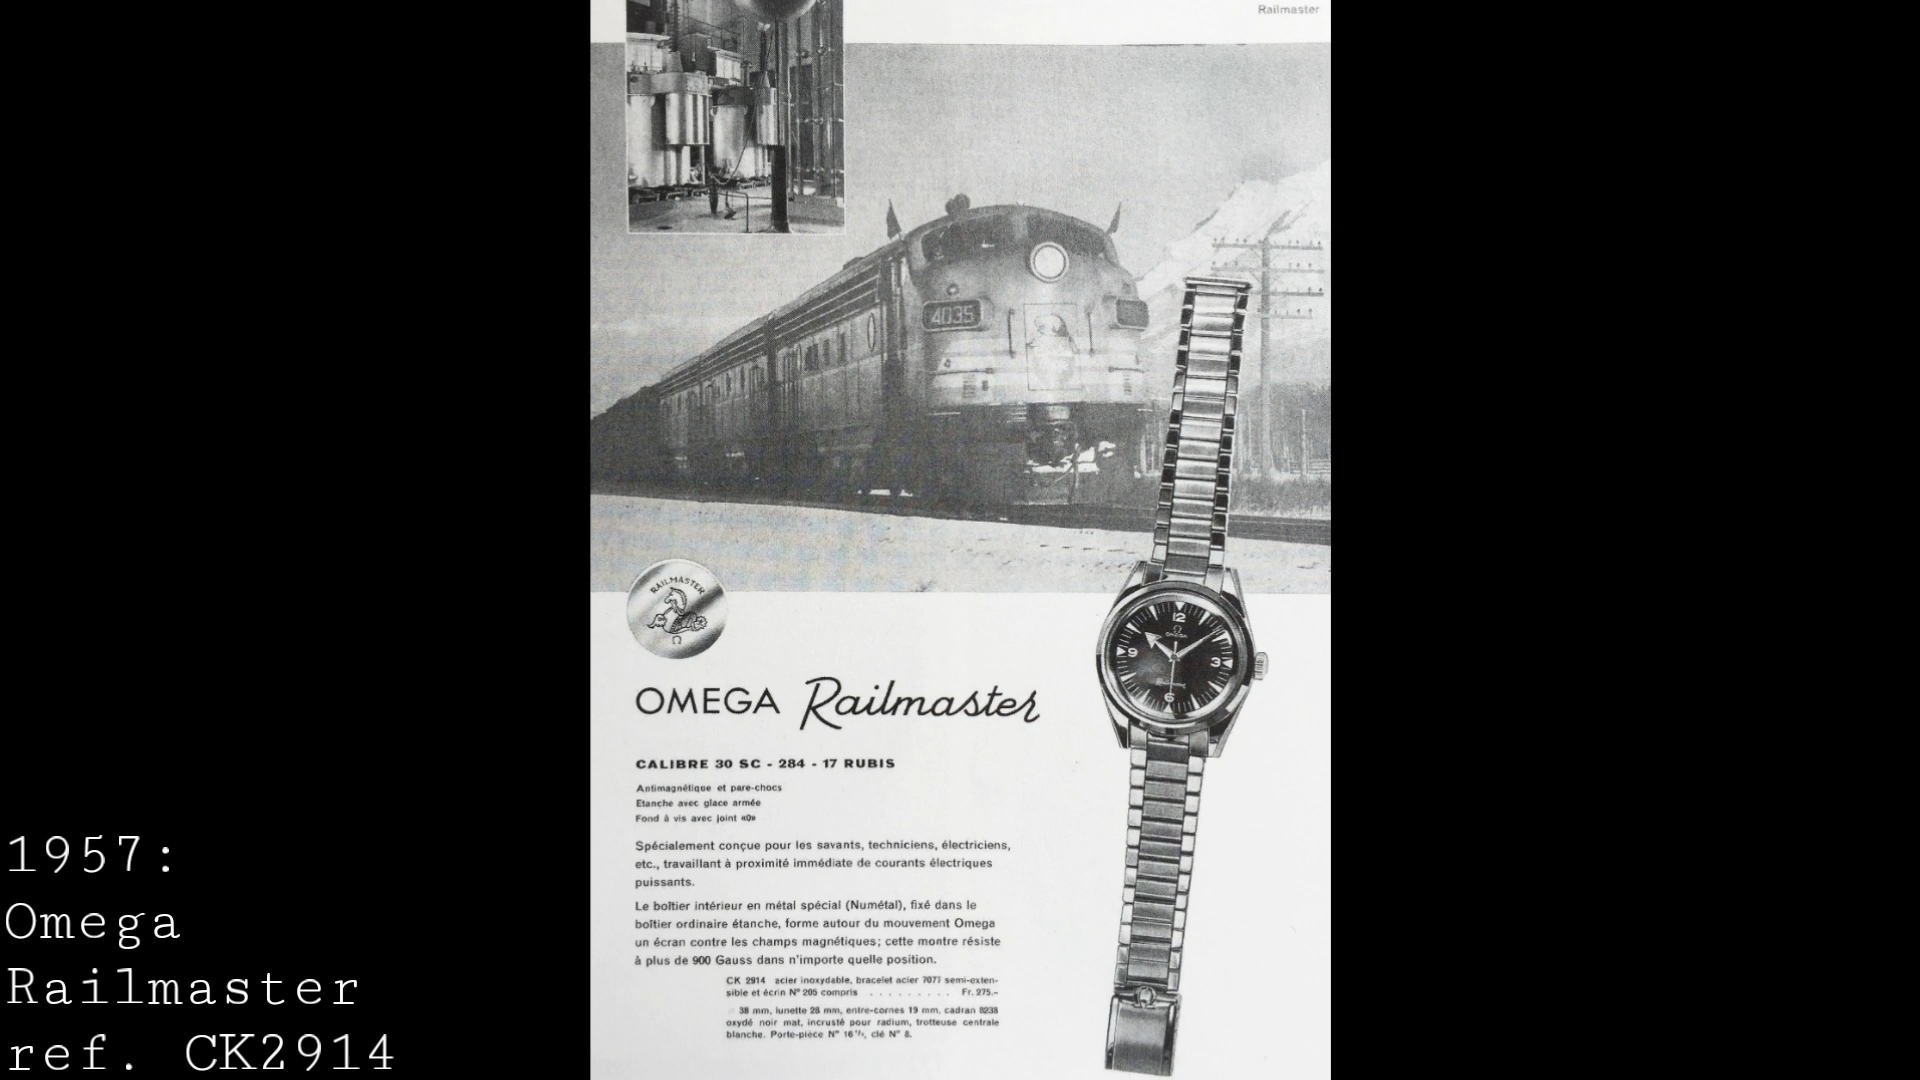 Railmaster
4035
RAILMASTER
12
OMEGA
9
3
6
OMEGA Railmaster
CALIBRE 30 SC - 284 - 17 RUBIS
Antimagnétique et pare-chocs
Etanche avec glace armée
Fond à vis avec joint «O»
Spécialement conçue pour les savants, techniciens, électriciens,
etc., travaillant à proximité immédiate de courants électriques
puissants.
Le boîtier intérieur en métal spécial (Numétal), fixé dans le
boîtier ordinaire étanche, forme autour du mouvement Omega
un écran contre les champs magnétiques; cette montre résiste
à plus de 900 Gauss dans n'importe quelle position.
CK 2914 acier inoxydable, bracelet acier 7077 semi-exten-
sible et écrin N° 205 compris . . . . . . . . . Fr. 275.-
38 mm, lunette 28 mm, entre-cornes 19 mm, cadran 8238
oxydé noir mat, incrusté pour radium, trotteuse centrale
blanche. Porte-pièce N° 16 ¹/₂, clé N° 8.
1957:
Omega
Railmaster
ref. CK2914